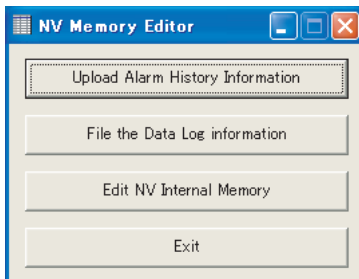 NV Memory Editor
Upload Alarm History Information
File the Data Log information
Edit NV Internal Memory
Exit